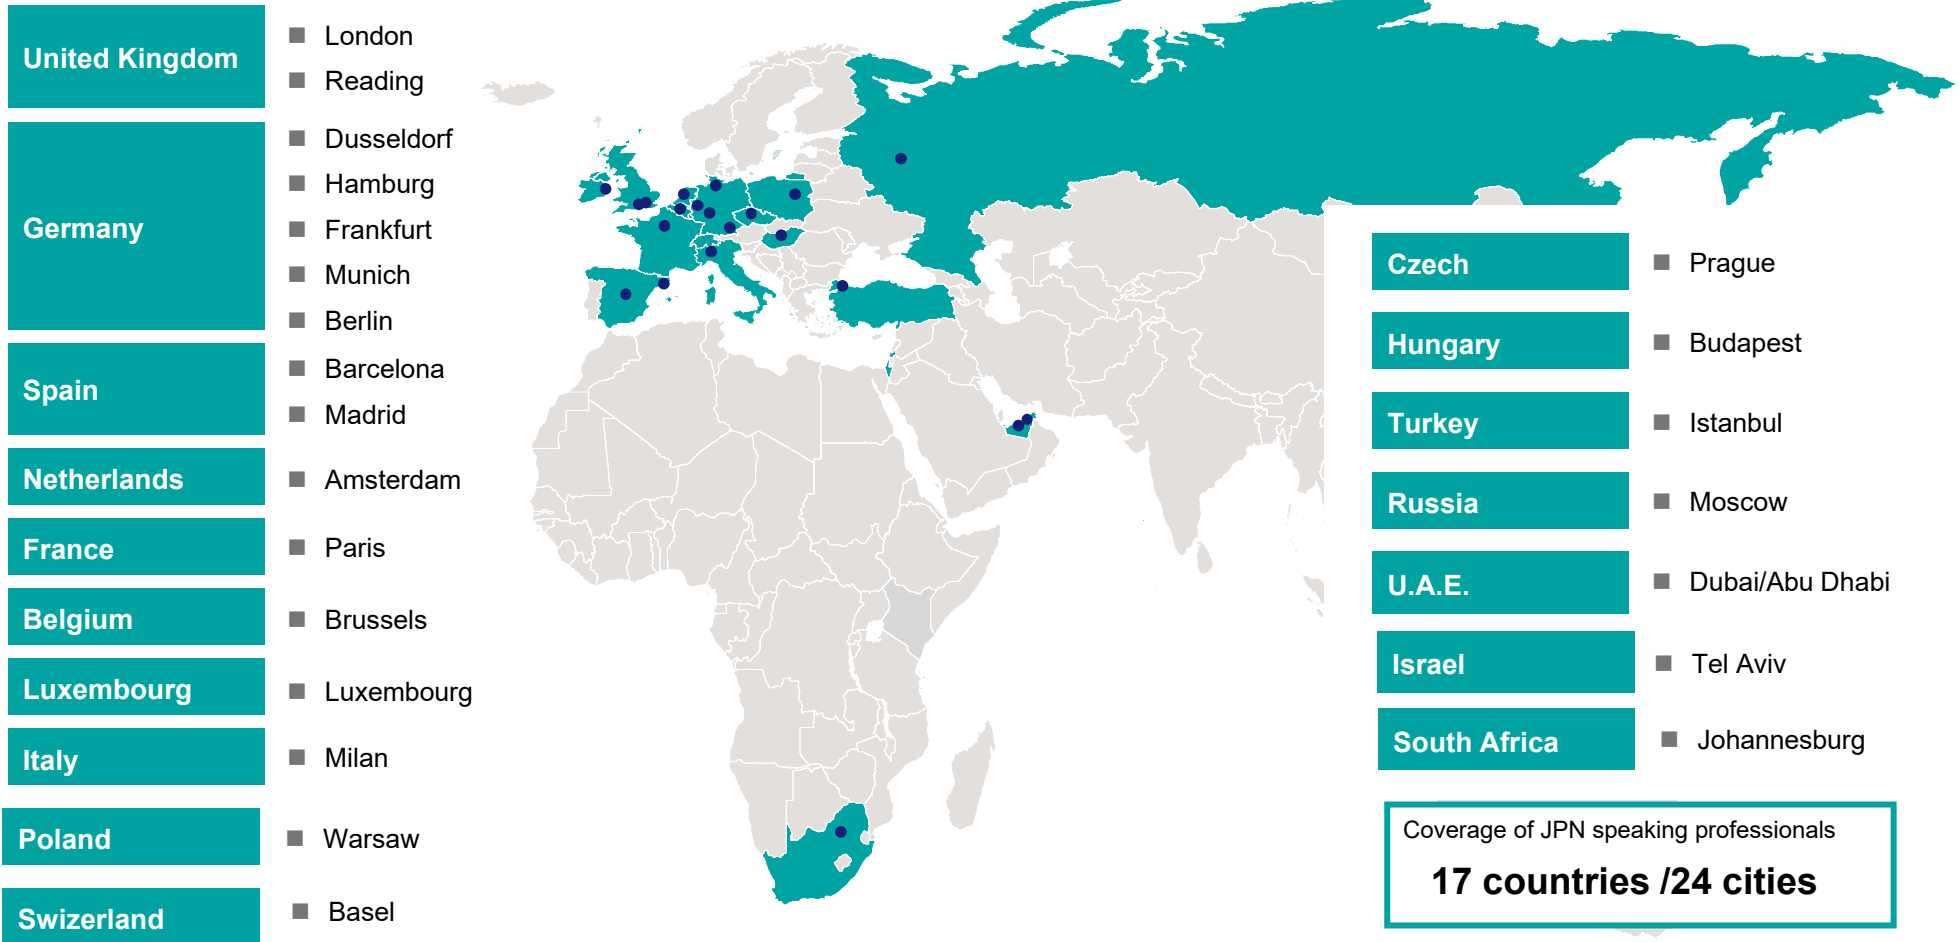 United Kingdom
London
Reading
Germany
Dusseldorf
Hamburg
Frankfurt
Munich
Berlin
Spain
Barcelona
Madrid
Netherlands
Amsterdam
France
Paris
Belgium
Brussels
Luxembourg
Luxembourg
Italy
Milan
Poland
Warsaw
Swizerland
Basel
Czech
Prague
Hungary
Budapest
Turkey
Istanbul
Russia
Moscow
U.A.E.
Dubai/Abu Dhabi
Israel
Tel Aviv
South Africa
Johannesburg
Coverage of JPN speaking professionals
17 countries /24 cities